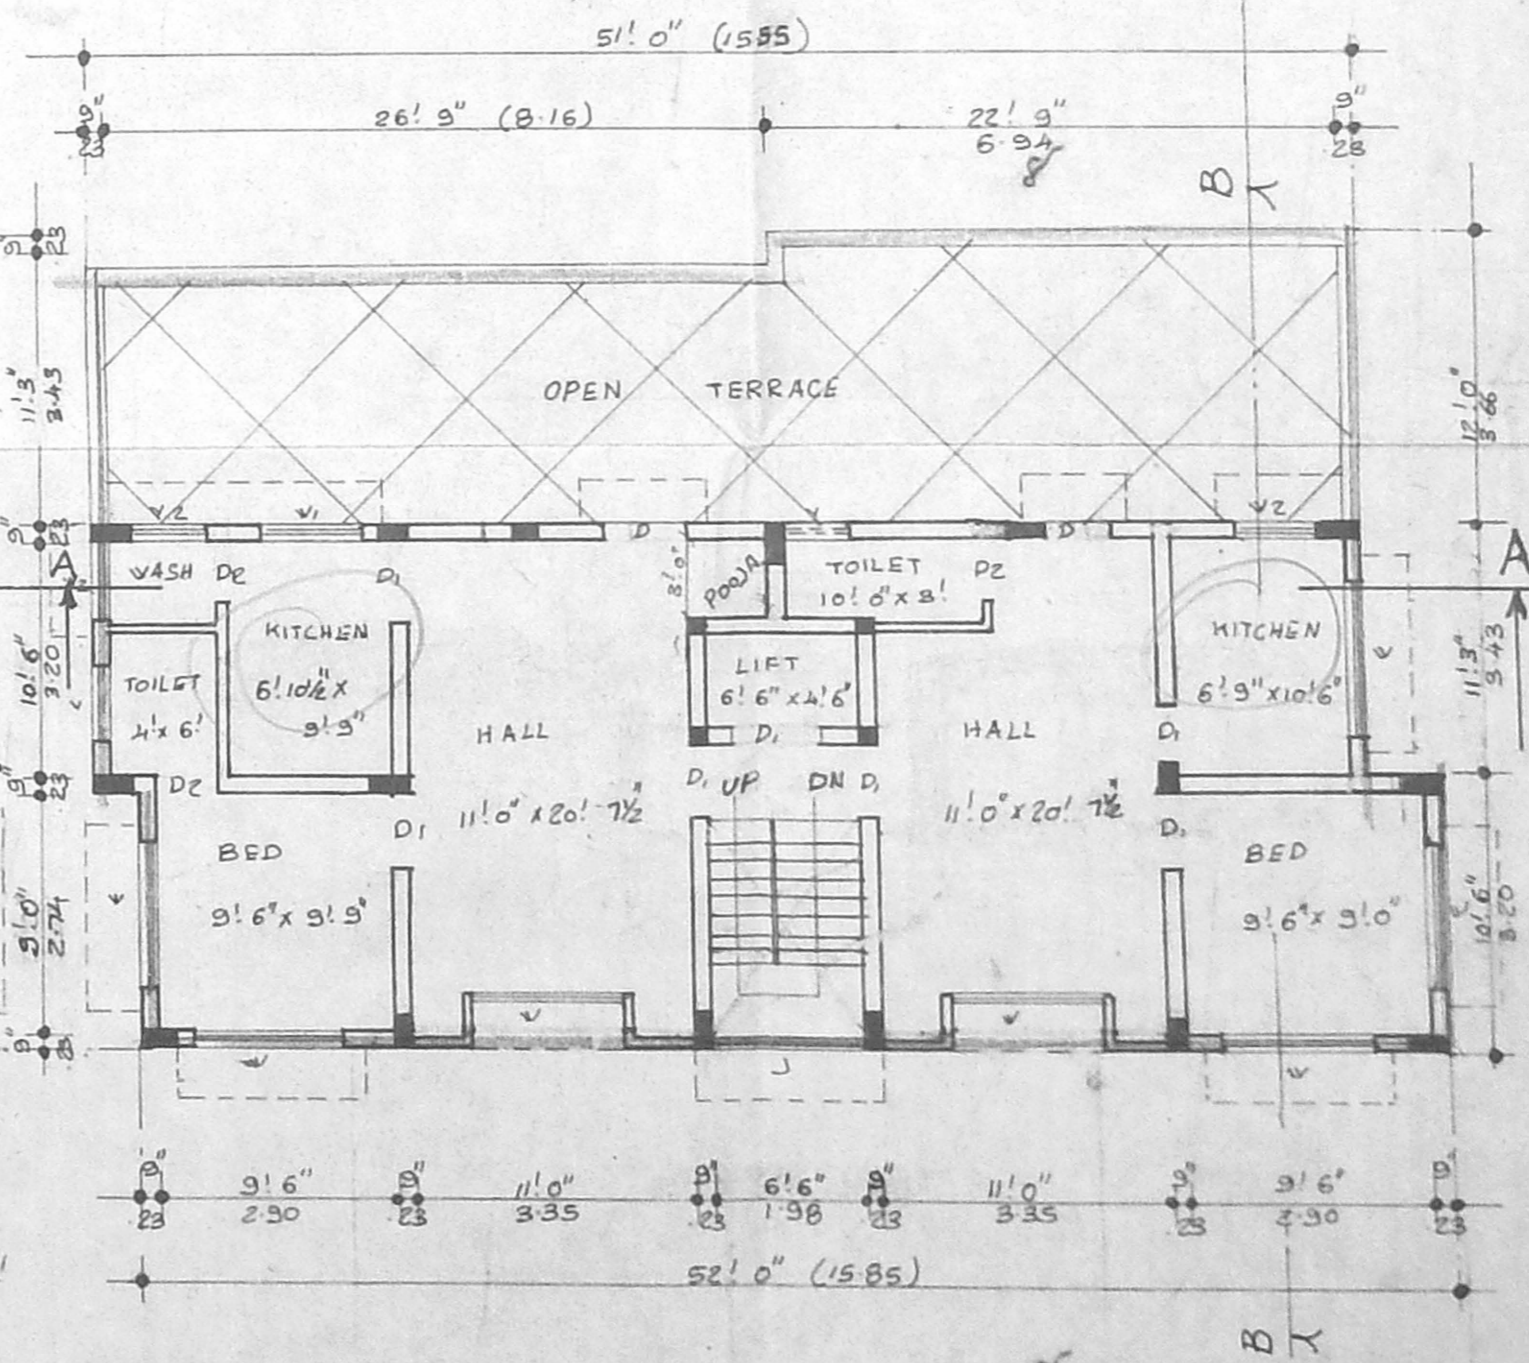 51'.0" (15.55)
9" 26'.9" (8.16) 22'.9" 9"
23 6.94 .23
8
B
9"
23
11'.3"
3.43
12'.0"
3.66
OPEN TERRACE
W2 W1 D V D W2
9"
23
A A
WASH D2 D1 3'.0" POOJA TOILET D2
10'.0" x 3'.
KITCHEN LIFT KITCHEN
TOILET 6'.10½ x 6'.6" x 4'.6" 6'.9" x 10'.6"
4' x 6'. 9'.9" HALL D1 HALL D1
10'.6"
3.20
11'.3"
3.43
D2 D1 UP DN D1
9"
23
11'.0" x 20'. 7½" 11'.0" x 20'. 7½"
D1 D1
BED BED
9'.6" x 9'.9" 9'.6" x 9'.0"
9'.0"
2.74
10'.6"
3.20
W W
9"
.23
W J W
9" 9'.6" 9" 11'.0" 9" 6'.6" 9" 11'.0" 9" 9'.6" 9"
.23 2.90 .23 3.35 .23 1.98 .23 3.35 .23 2.90 .23
52'.0" (15.85)
B